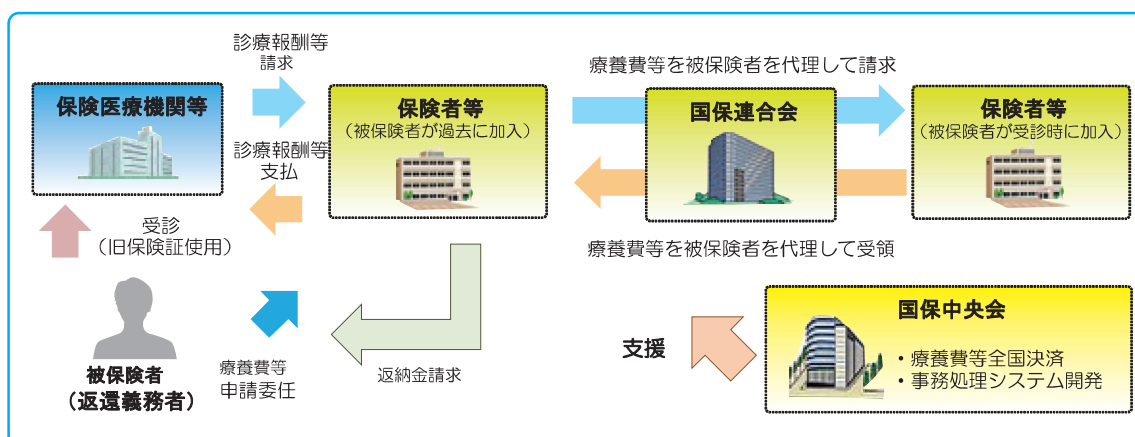 診療報酬等
請求
療養費等を被保険者を代理して請求
保険医療機関等
保険者等
（被保険者が過去に加入）
国保連合会
保険者等
（被保険者が受診時に加入）
診療報酬等
支払
受診
（旧保険証使用）
療養費等を被保険者を代理して受領
国保中央会
・療養費等全国決済
・事務処理システム開発
支援
被保険者
（返還義務者）
療養費等
申請委任
返納金請求